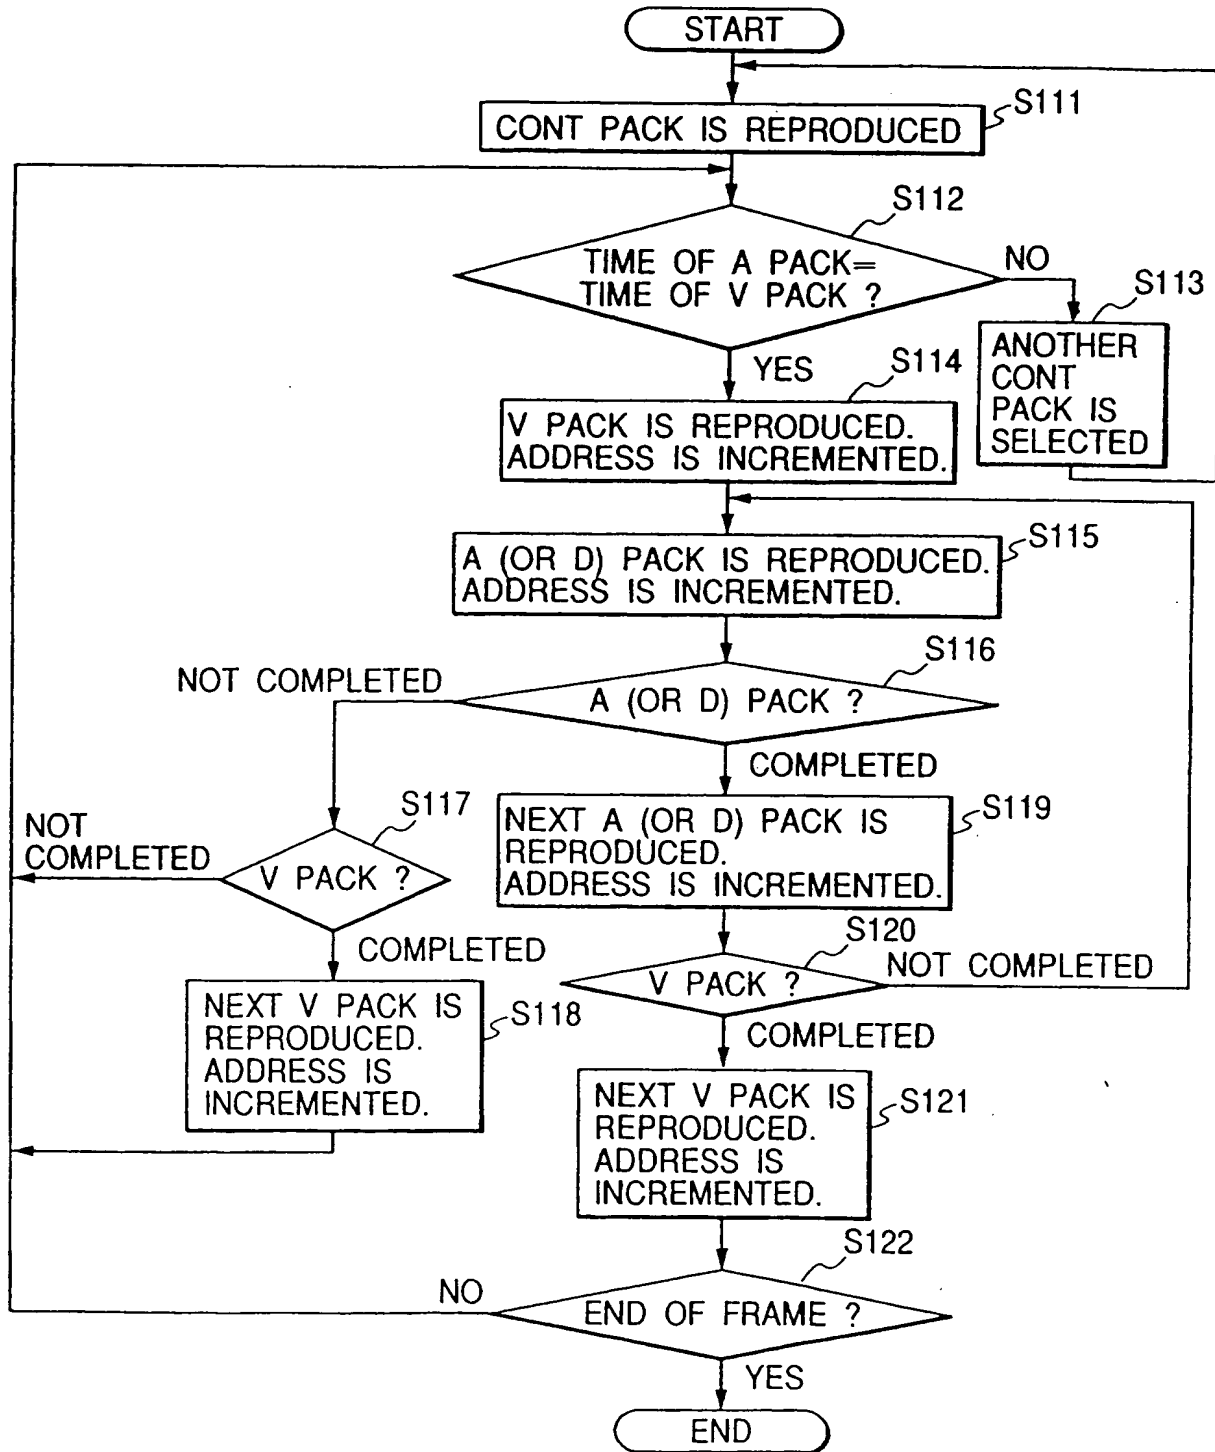 START
S111
CONT PACK IS REPRODUCED
S112
TIME OF A PACK=
TIME OF V PACK ?
NO
S113
ANOTHER
CONT
PACK IS
SELECTED
YES
S114
V PACK IS REPRODUCED.
ADDRESS IS INCREMENTED.
S115
A (OR D) PACK IS REPRODUCED.
ADDRESS IS INCREMENTED.
S116
NOT COMPLETED
A (OR D) PACK ?
COMPLETED
S117
NOT
COMPLETED
V PACK ?
COMPLETED
S119
NEXT A (OR D) PACK IS
REPRODUCED.
ADDRESS IS INCREMENTED.
S120
V PACK ?
NOT COMPLETED
NEXT V PACK IS
REPRODUCED.
ADDRESS IS
INCREMENTED.
S118
COMPLETED
NEXT V PACK IS
REPRODUCED.
ADDRESS IS
INCREMENTED.
S121
S122
NO
END OF FRAME ?
YES
END